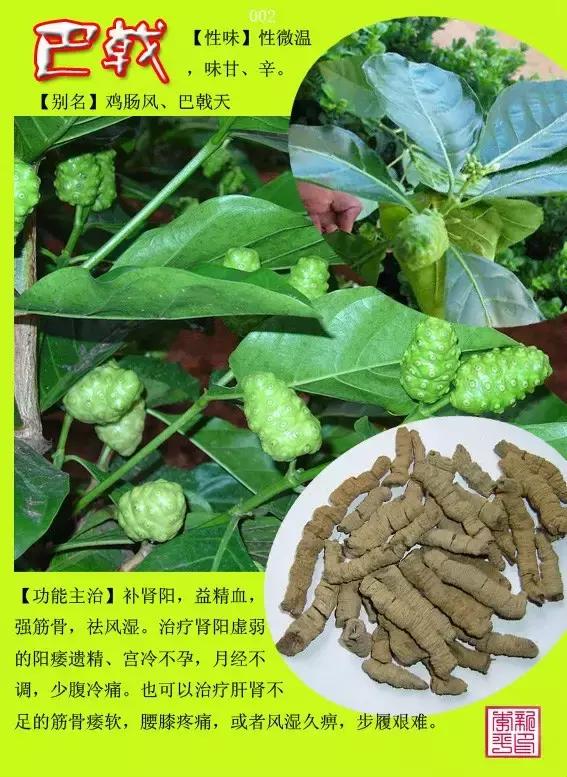 002
巴戟
【性味】性微温
，味甘、辛。
【别名】鸡肠风、巴戟天
【功能主治】补肾阳，益精血，
强筋骨，祛风湿。治疗肾阳虚弱
的阳痿遗精、宫冷不孕，月经不
调，少腹冷痛。也可以治疗肝肾不
足的筋骨痿软，腰膝疼痛，或者风湿久痹，步履艰难。